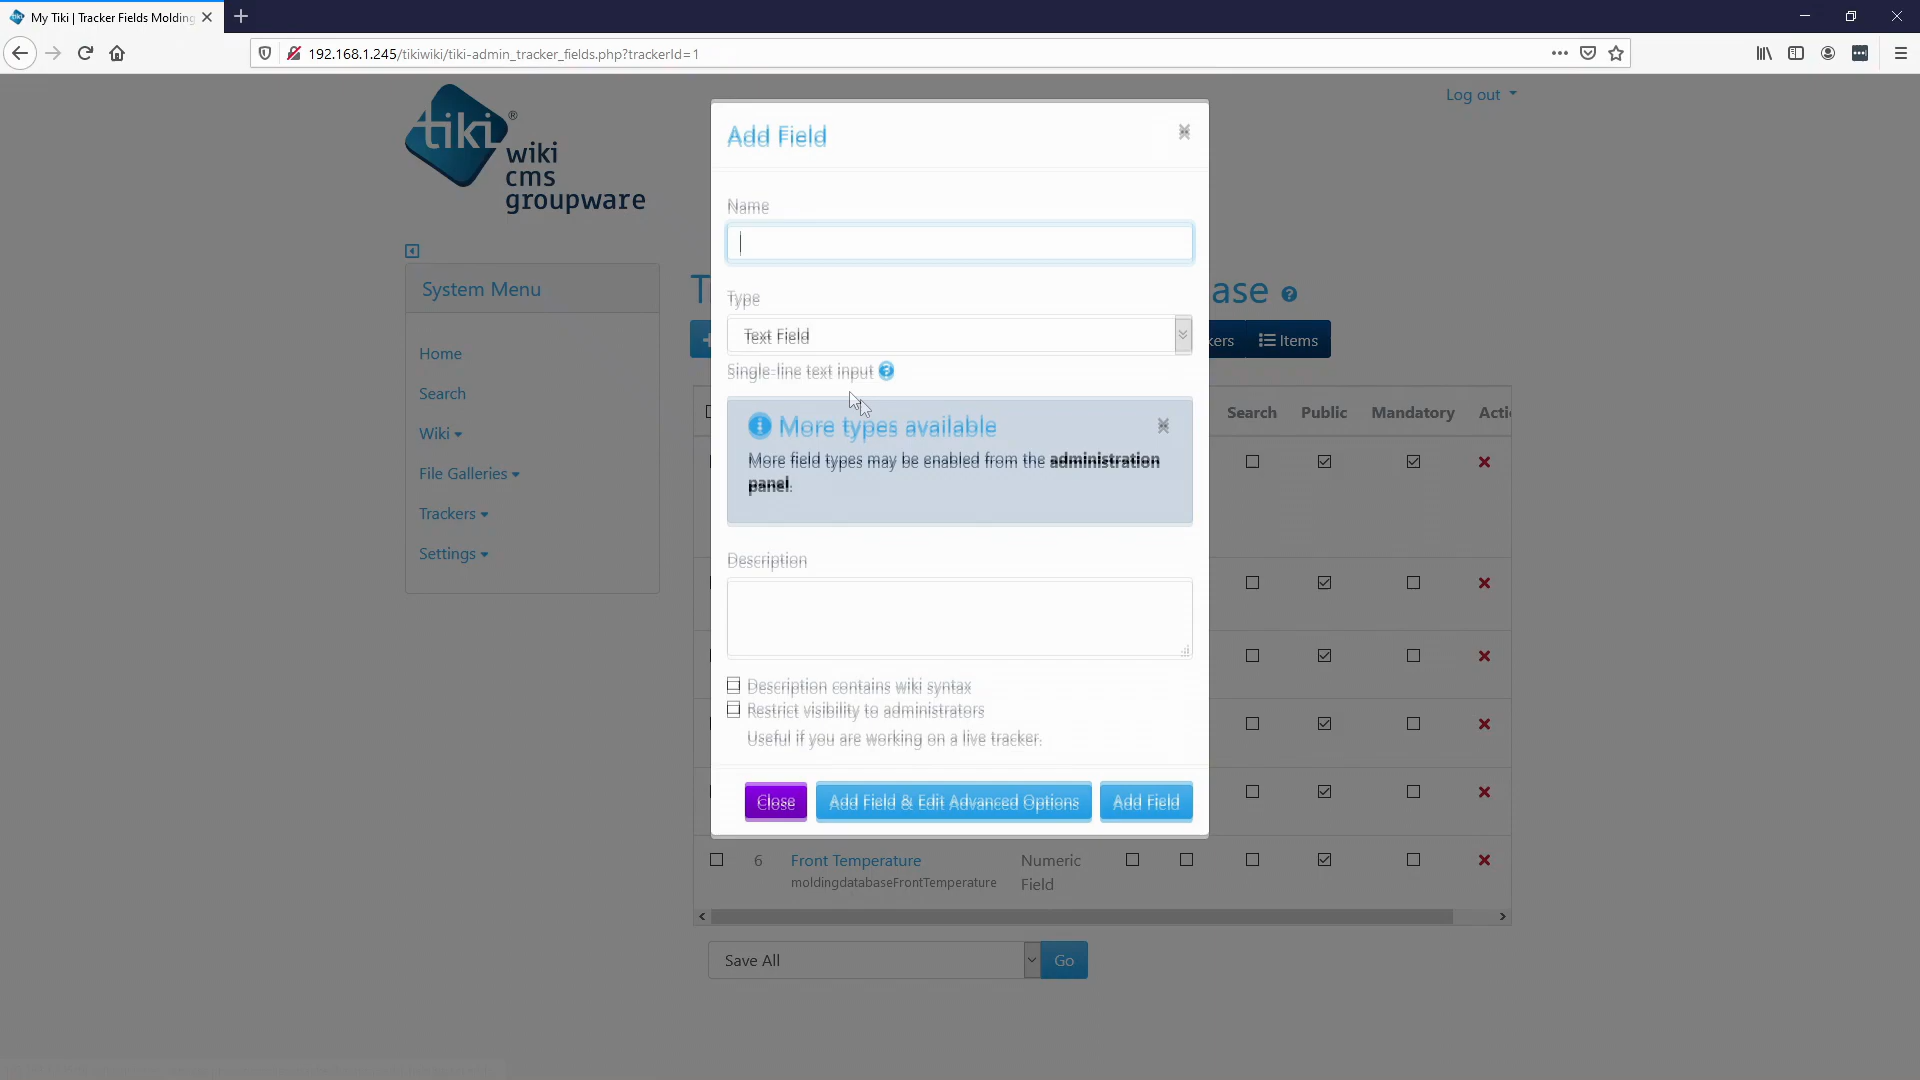 My Tiki | Tracker Fields Molding
192.168.1.245/tikiwiki/tiki-admin_tracker_fields.php?trackerId=1
Log out
tiki®
wiki
cms
groupware
System Menu
Home
Search
Wiki
File Galleries
Trackers
Settings
Add Field
Name
Type
Text Field
Single-line text input
More types available
More field types may be enabled from the administration
panel.
Description
Description contains wiki syntax
Restrict visibility to administrators
Useful if you are working on a live tracker.
Close
Add Field & Edit Advanced Options
Add Field
Items
Search Public Mandatory
6 Front Temperature Numeric
moldingdatabaseFrontTemperature Field
Save All
Go